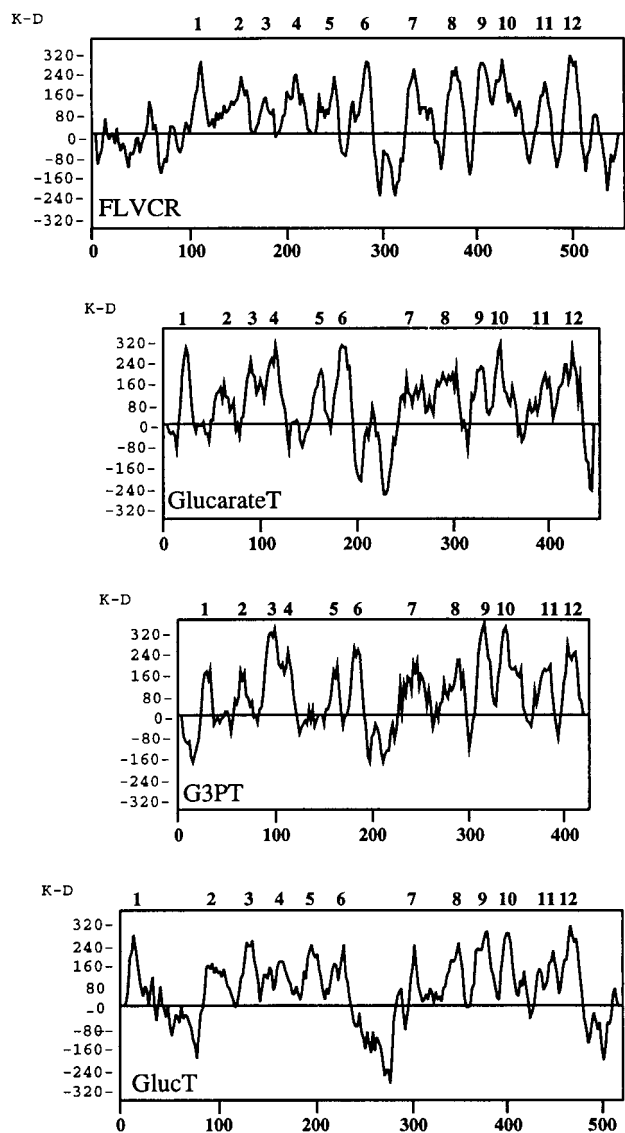 K-D 1 2 3 4 5 6 7 8 9 10 11 12
320-
240-
160-
80-
0-
-80-
-160-
-240-
-320-
FLVCR
0 100 200 300 400 500
K-D
1 2 3 4 5 6 7 8 9 10 11 12
320-
240-
160-
80-
0-
-80-
-160-
-240-
-320-
GlucarateT
0 100 200 300 400
K-D
1 2 3 4 5 6 7 8 9 10 11 12
320-
240-
160-
80-
0-
-80-
-160-
-240-
-320-
G3PT
0 100 200 300 400
K-D
1 2 3 4 5 6 7 8 9 10 11 12
320-
240-
160-
80
-0
-80-
-160-
-240-
-320-
GlucT
0 100 200 300 400 500